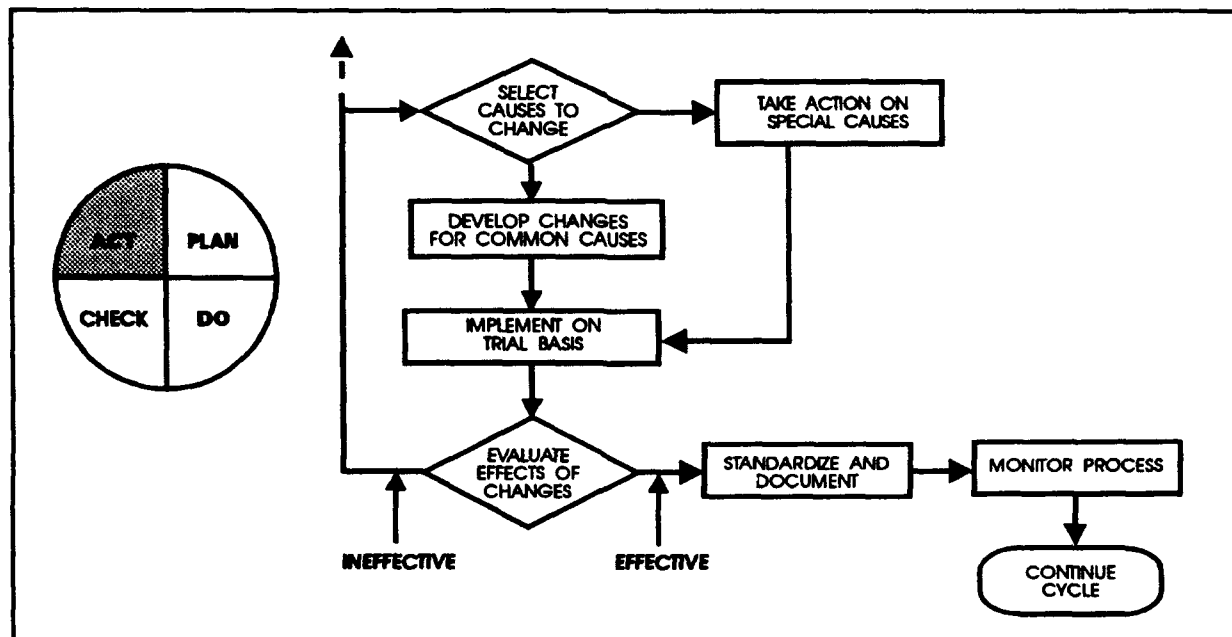 SELECT
CAUSES TO
CHANGE
TAKE ACTION ON
SPECIAL CAUSES
ACT
PLAN
CHECK
DO
DEVELOP CHANGES
FOR COMMON CAUSES
IMPLEMENT ON
TRIAL BASIS
EVALUATE
EFFECTS OF
CHANGES
STANDARDIZE AND
DOCUMENT
MONITOR PROCESS
INEFFECTIVE
EFFECTIVE
CONTINUE
CYCLE